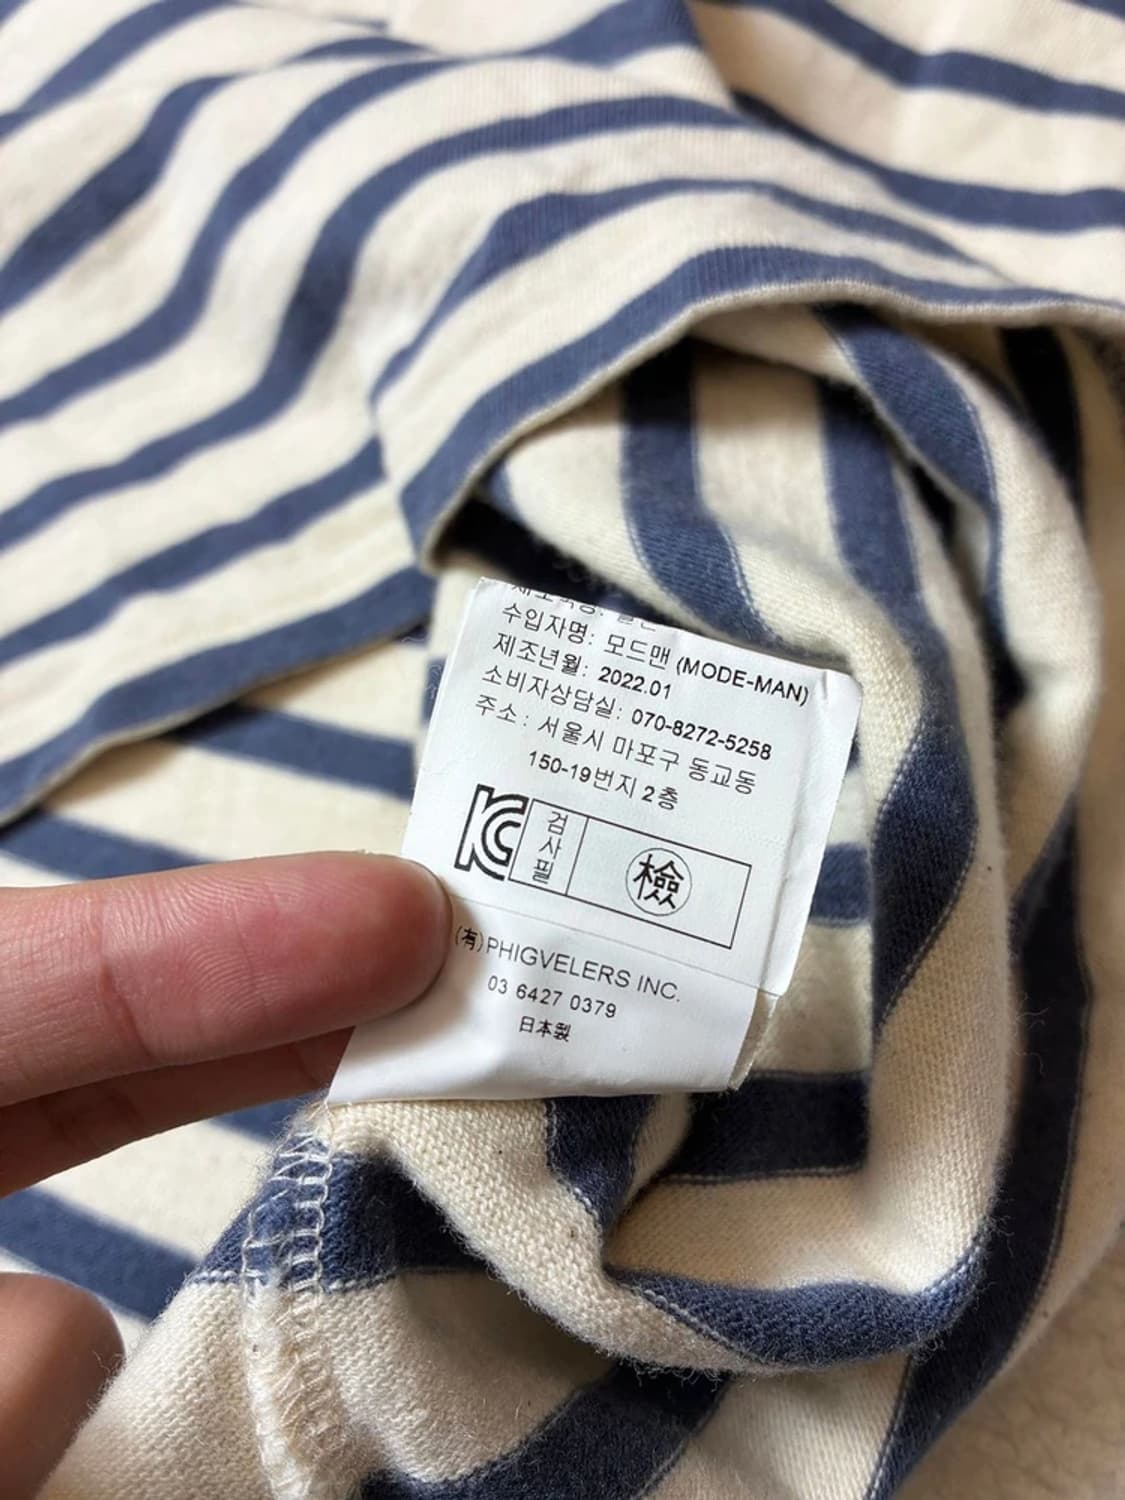 수입자명: 모드맨 (MODE-MAN)
제조년월: 2022.01
소비자상담실: 070-8272-5258
주소: 서울시 마포구 동교동
150-19번지 2층
KC
검사필
檢
(有)PHIGVELERS INC.
03 6427 0379
日本製